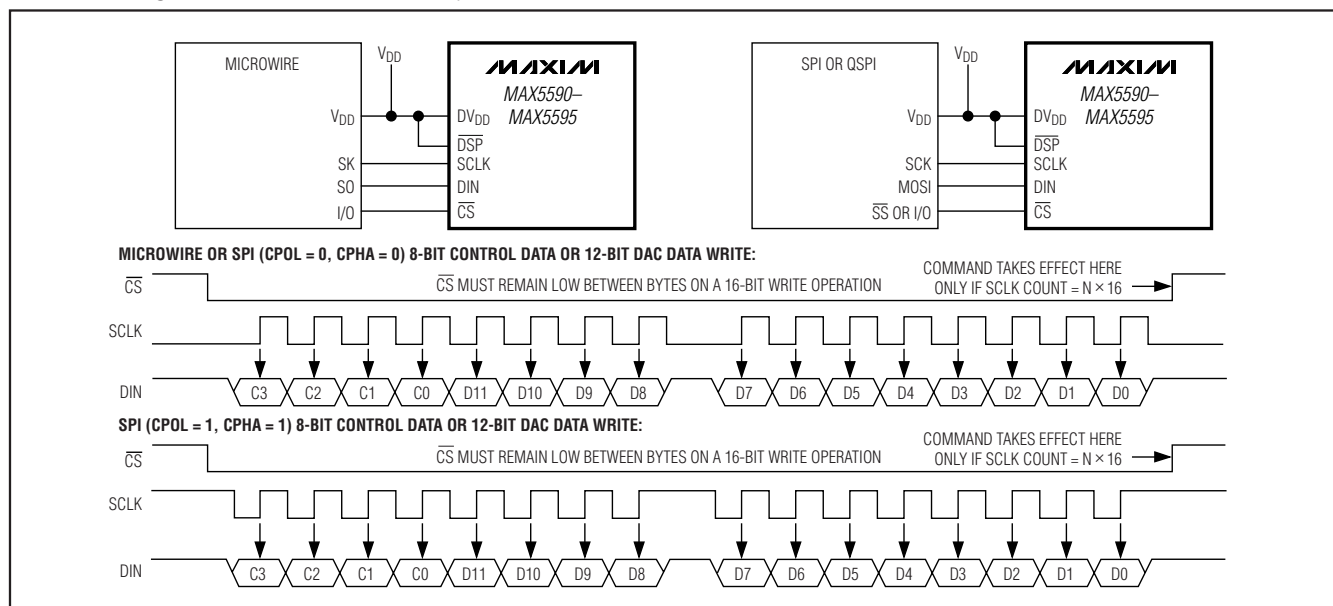 MICROWIRE
VDD
MAXIM
MAX5590–
MAX5595
VDD
DVDD
DSP
SK
SCLK
SO
DIN
I/O
CS
SPI OR QSPI
VDD
MAXIM
MAX5590–
MAX5595
VDD
DVDD
DSP
SCK
SCLK
MOSI
DIN
SS OR I/O
CS
MICROWIRE OR SPI (CPOL = 0, CPHA = 0) 8-BIT CONTROL DATA OR 12-BIT DAC DATA WRITE:
CS
CS MUST REMAIN LOW BETWEEN BYTES ON A 16-BIT WRITE OPERATION
COMMAND TAKES EFFECT HERE
ONLY IF SCLK COUNT = N × 16
SCLK
DIN
C3 C2 C1 C0 D11 D10 D9 D8 D7 D6 D5 D4 D3 D2 D1 D0
SPI (CPOL = 1, CPHA = 1) 8-BIT CONTROL DATA OR 12-BIT DAC DATA WRITE:
CS
CS MUST REMAIN LOW BETWEEN BYTES ON A 16-BIT WRITE OPERATION
COMMAND TAKES EFFECT HERE
ONLY IF SCLK COUNT = N × 16
SCLK
DIN
C3 C2 C1 C0 D11 D10 D9 D8 D7 D6 D5 D4 D3 D2 D1 D0